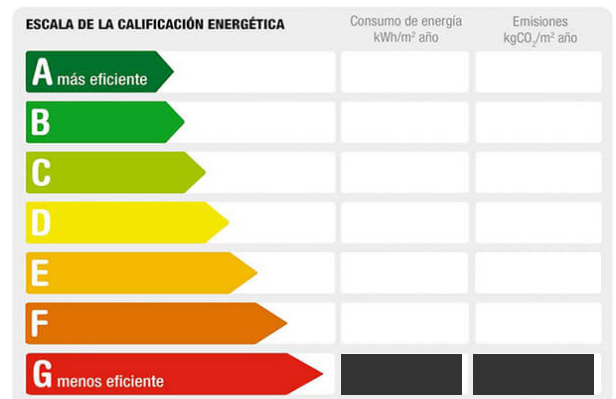 ESCALA DE LA CALIFICACIÓN ENERGÉTICA
Consumo de energía
kWh/m² año
Emisiones
kgCO₂/m² año
A más eficiente
B
C
D
E
F
G menos eficiente